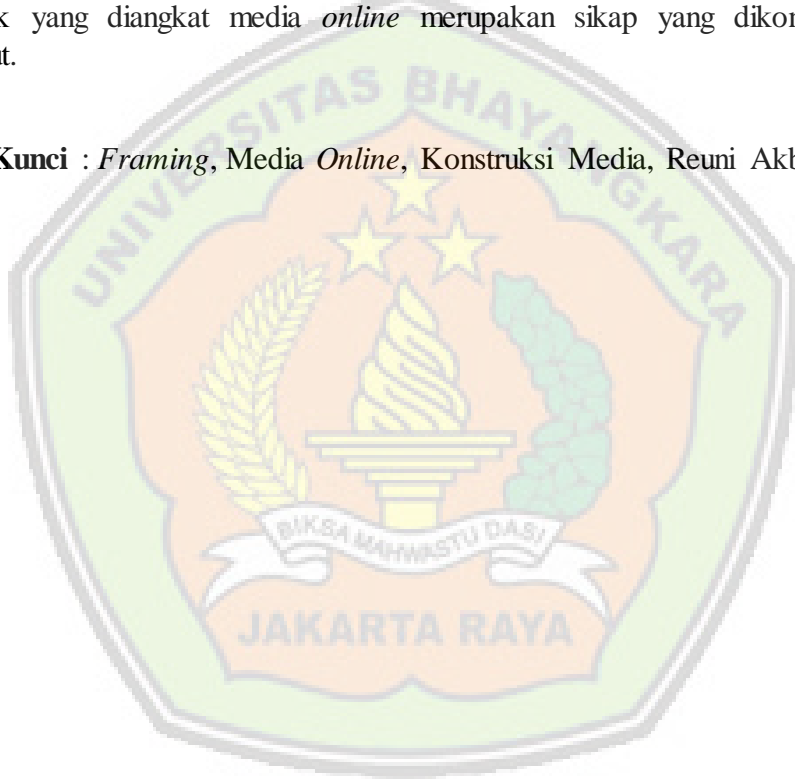 k yang diangkat media online merupakan sikap yang dikon
ut.
Kunci : Framing, Media Online, Konstruksi Media, Reuni Akb
UNIVERSITAS BHAYANGKARA
BIKSA MAHWASTU DASI
JAKARTA RAYA